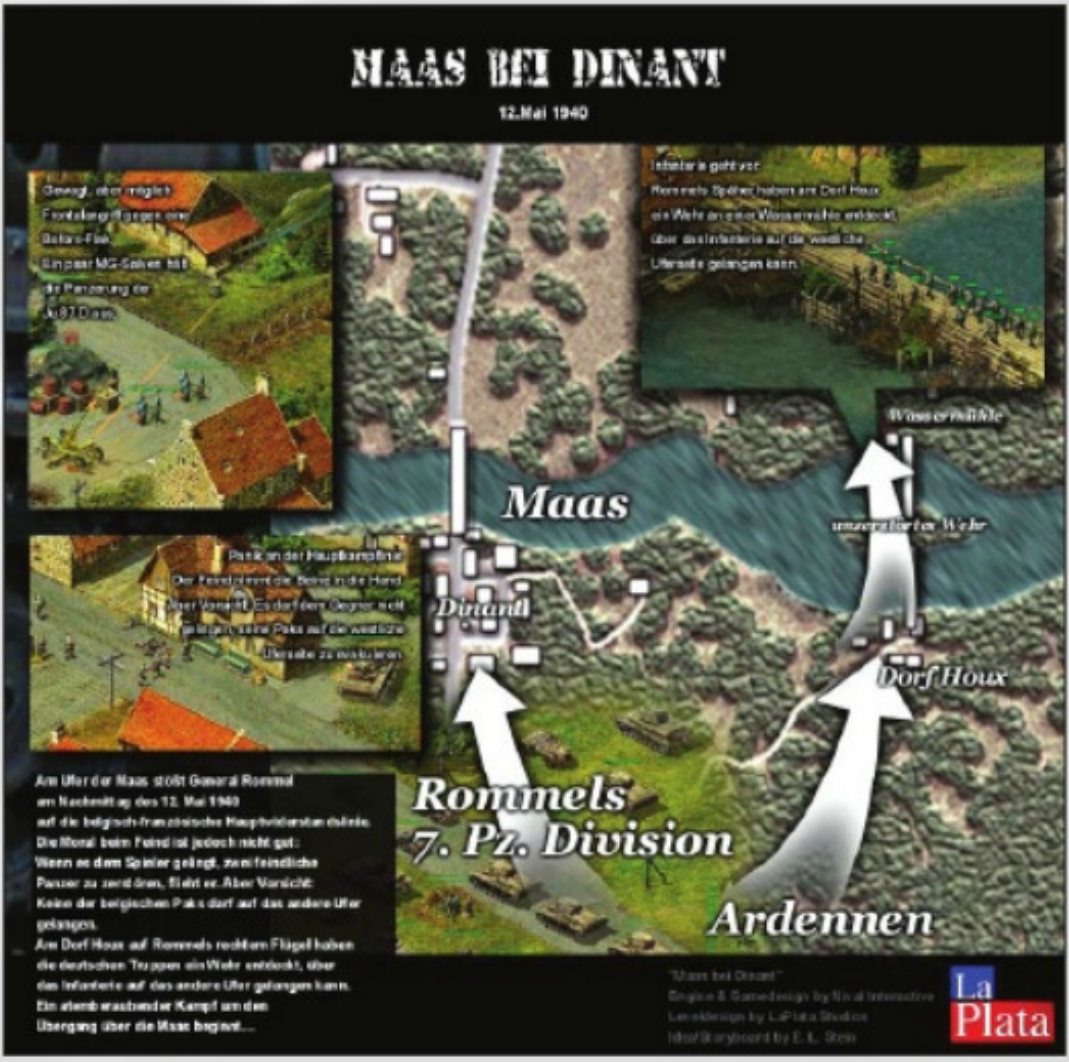 MAAS BEI DINANT
12.Mai 1940
Gewagt, aber möglich
Frontalangriff gegen eine
Bofors-Flak.
Ein paar MG-Salven hält
die Panzerung der
Ju 87 D aus.
Infanterie geht vor
Rommels Späher haben am Dorf Houx
ein Wehr an einer Wassermühle entdeckt,
über das Infanterie auf die westliche
Uferseite gelangen kann.
Wassermühle
Maas
unzerstörtes Wehr
Panik an der Hauptkampflinie
Der Feind nimmt die Beine in die Hand.
Aber Vorsicht: Es darf dem Gegner nicht
gelingen, seine Paks auf die westliche
Uferseite zu evakuieren
Dinant
Dorf Houx
Rommels
7. Pz. Division
Ardennen
Am Ufer der Maas stößt General Rommel
am Nachmittag des 12. Mai 1940
auf die belgisch-französische Hauptwiderstandslinie.
Die Moral beim Feind ist jedoch nicht gut:
Wenn es dem Spieler gelingt, zwei feindliche
Panzer zu zerstören, flieht er. Aber Vorsicht:
Keine der belgischen Paks darf auf das andere Ufer
gelangen.
Am Dorf Houx auf Rommels rechtem Flügel haben
die deutschen Truppen ein Wehr entdeckt, über
das Infanterie auf das andere Ufer gelangen kann.
Ein atemberaubender Kampf um den
Übergang über die Maas beginnt....
"Maas bei Dinant"
Engine & Gamedesign by Nival Interactive
Leveldesign by LaPlata Studios
Idee/Storyboard by E. L. Stein
La
Plata